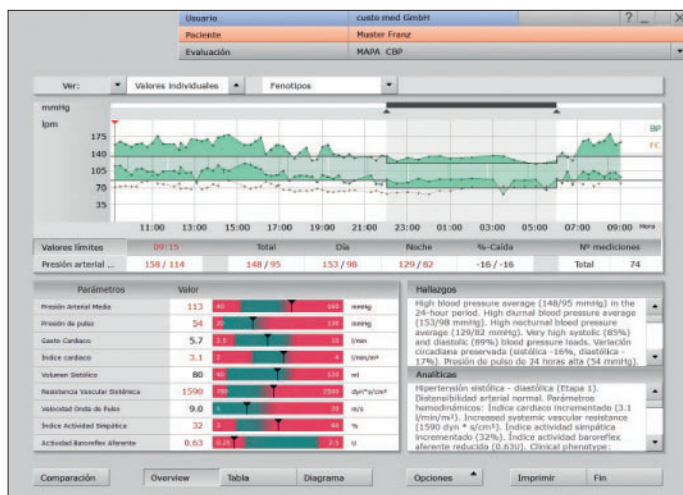 Usuario custo med GmbH ? _ X
Paciente Muster Franz
Evaluación MAPA CBP
Ver: Valores individuales Fenotipos
mmHg
lpm
175
140
105
70
35
BP
FC
11:00 13:00 15:00 17:00 19:00 21:00 23:00 01:00 03:00 05:00 07:00 09:00 Hora
Valores límites 09:15 Total Día Noche %-Caída Nº mediciones
Presión arterial ... 158 / 114 148 / 95 153 / 98 129 / 82 -16 / -16 Total 74
Parámetros Valor
Presión Arterial Media 113 40 160 mmHg
Presión de pulso 54 20 130 mmHg
Gasto Cardiaco 5.7 2.5 10 l/min
Índice cardiaco 3.1 2 4 l/min/m²
Volumen Sistólico 80 40 120 ml
Resistencia Vascular Sistémica 1590 700 2500 dyn*s/cm⁵
Velocidad Onda de Pulso 9.0 5 20 m/s
Índice Actividad Simpática 32 60 %
Actividad Baroreflex Aferente 0.63 0.25 2.5 U
Hallazgos
High blood pressure average (148/95 mmHg) in the
24-hour period. High diurnal blood pressure average
(153/98 mmHg). High nocturnal blood pressure
average (129/82 mmHg). Very high systolic (85%)
and diastolic (89%) blood pressure loads. Variación
circadiana preservada (sistólica -16%, diastólica -
17%). Presión de pulso de 24 horas alta (54 mmHg).
Analíticas
Hipertensión sistólica - diastólica (Etapa 1).
Distensibilidad arterial normal. Parámetros
hemodinámicos: Índice cardiaco incrementado (3.1
l/min/m²). Increased systemic vascular resistance
(1590 dyn * s/cm⁵). Índice actividad simpática
incrementado (32%). Índice actividad baroreflex
aferente reducida (0.63U). Clinical phenotype:
Comparación Overview Tabla Diagrama Opciones Imprimir Fin